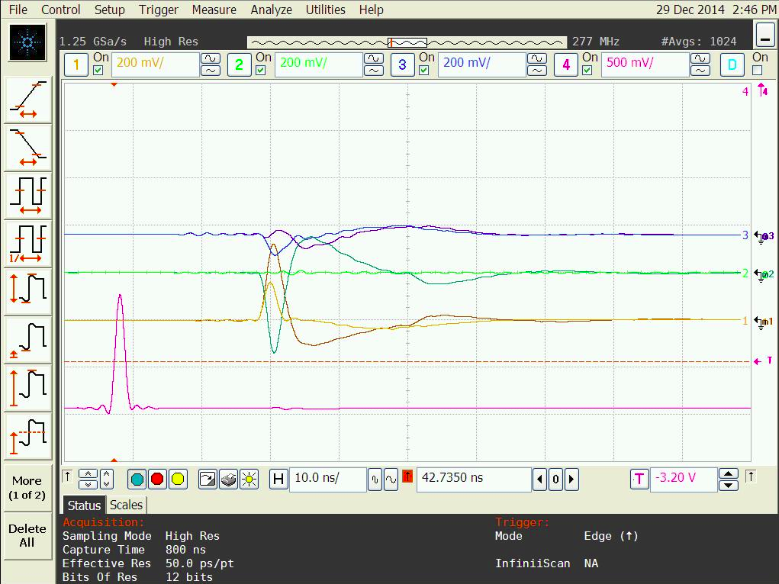 File Control Setup Trigger Measure Analyze Utilities Help 29 Dec 2014 2:46 PM
1.25 GSa/s High Res 277 MHz #Avgs: 1024
1 On 200 mV/ 2 On 200 mV/ 3 On 200 mV/ 4 On 500 mV/ D On
4
3
2 m2
1 m1
T
1/
More
(1 of 2)
Delete
All
H 10.0 ns/ 42.7350 ns 0 T -3.20 V
Status Scales
Acquisition: Trigger:
Sampling Mode High Res Mode Edge (↑)
Capture Time 800 ns
Effective Res 50.0 ps/pt InfiniiScan NA
Bits Of Res 12 bits